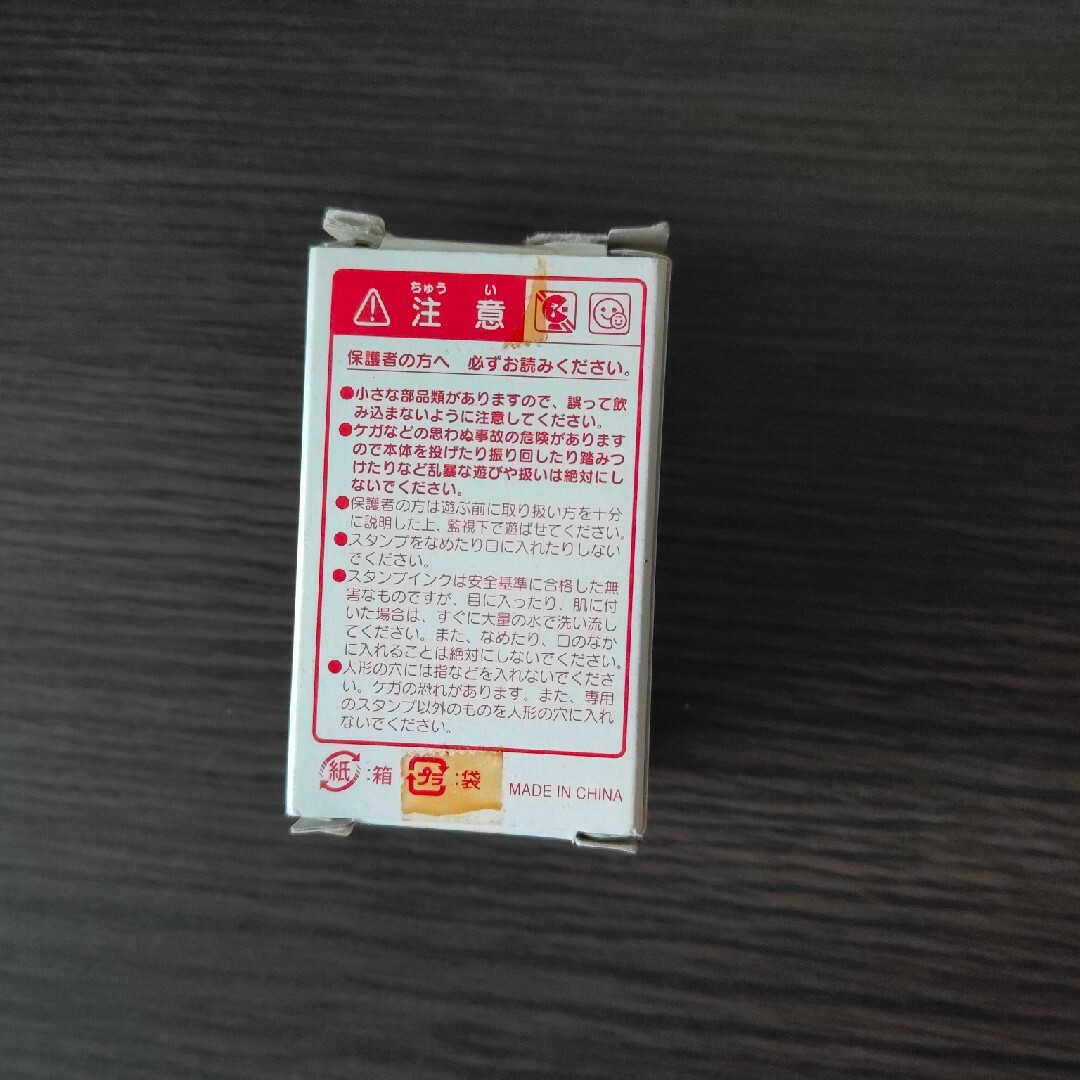 ちゅう い
注意
保護者の方へ 必ずお読みください。
●小さな部品類がありますので、誤って飲
み込まないように注意してください。
●ケガなどの思わぬ事故の危険があります
ので本体を投げたり振り回したり踏みつ
けたりなど乱暴な遊びや扱いは絶対にし
ないでください。
●保護者の方は遊ぶ前に取り扱い方を十分
に説明した上、監視下で遊ばせてください。
●スタンプをなめたり口に入れたりしない
でください。
●スタンプインクは安全基準に合格した無
害なものですが、目に入ったり、肌に付
いた場合は、すぐに大量の水で洗い流し
てください。また、なめたり、口のなか
に入れることは絶対にしないでください。
●人形の穴には指などを入れないでくださ
い。ケガの恐れがあります。また、専用
のスタンプ以外のものを人形の穴に入れ
ないでください。
紙:箱 プラ:袋 MADE IN CHINA